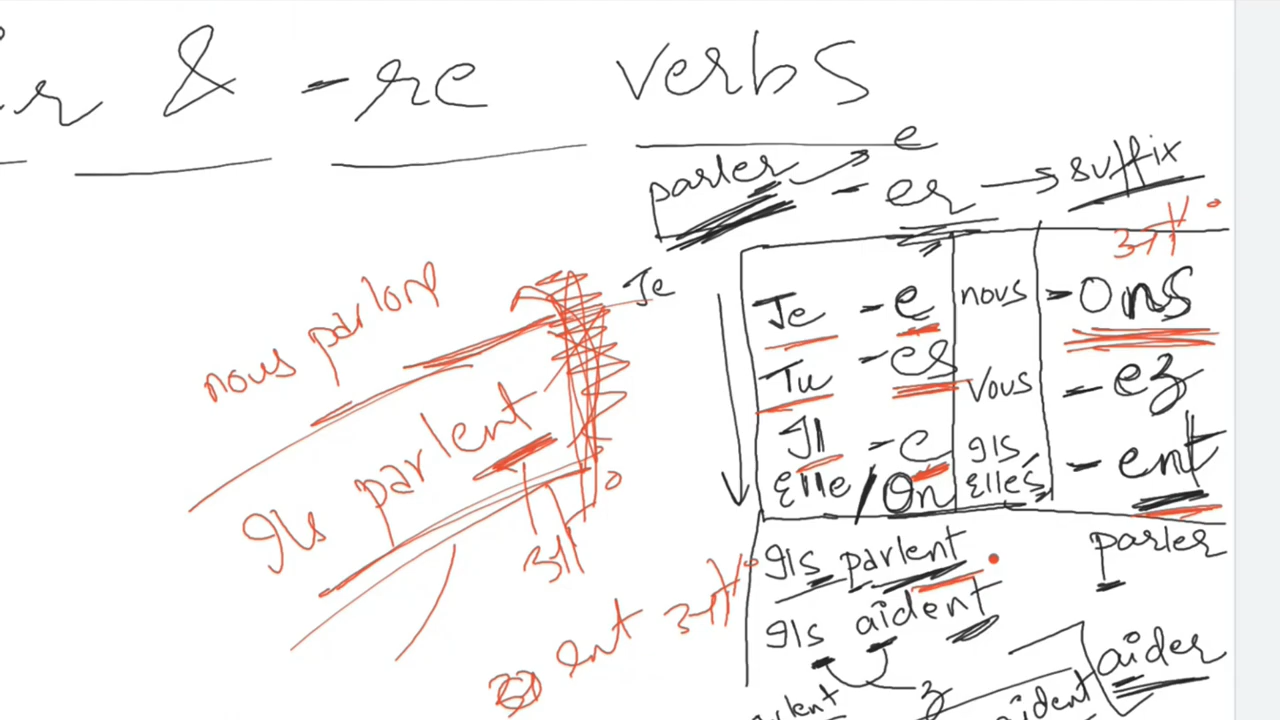 ir & -re verbs
parler e
- er → suffix
Je
Je -e nous -ons
Tu -es Vous -ez
Il -e Ils -ent
Elle / On Elles
nous parlons
Ils parlent
Ils parlent parler
Ils aident aider
ent
z